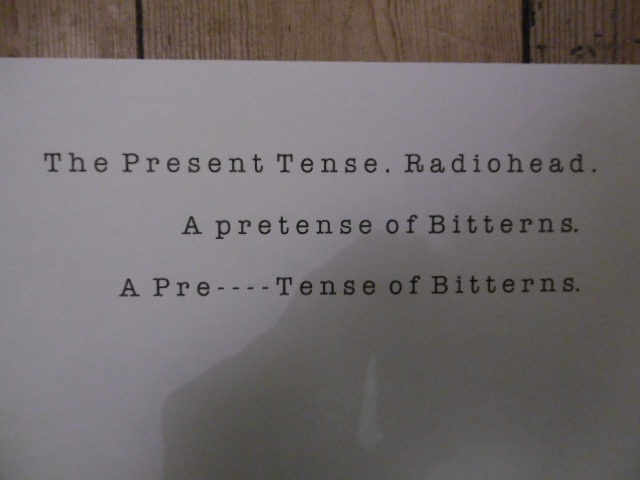 The Present Tense. Radiohead.
A pretense of Bitterns.
A Pre----Tense of Bitterns.